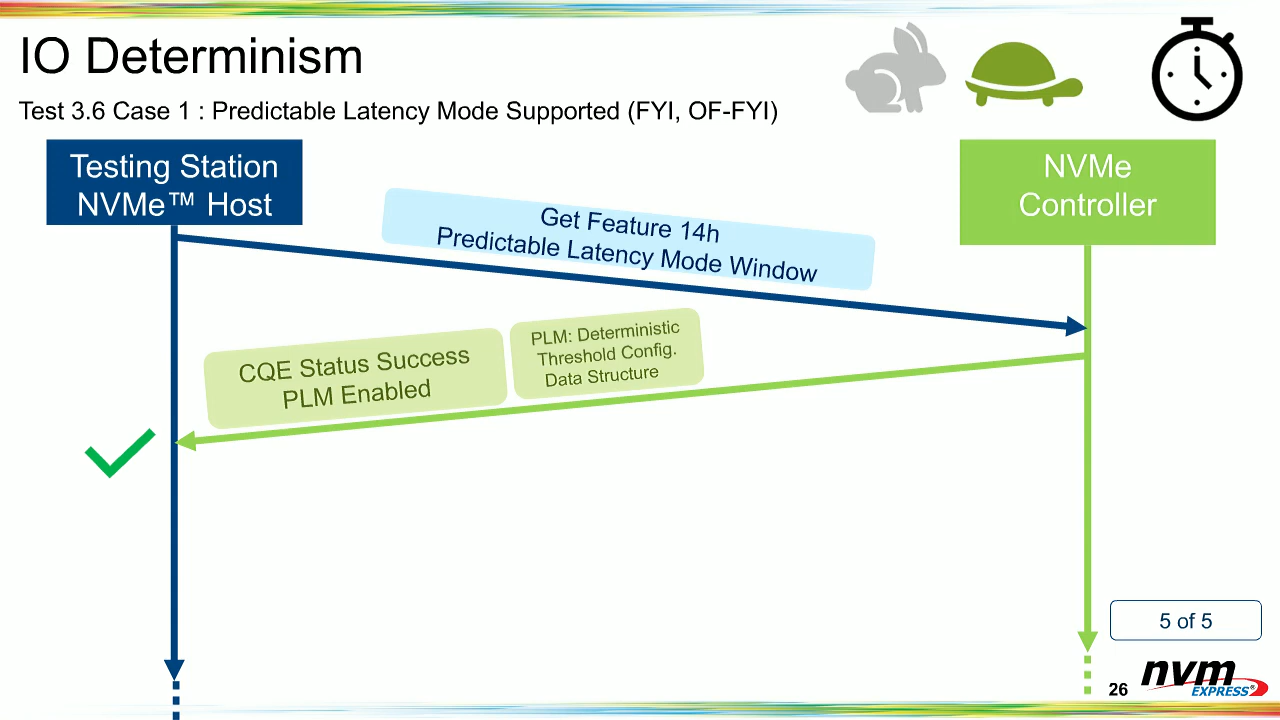 IO Determinism
Test 3.6 Case 1 : Predictable Latency Mode Supported (FYI, OF-FYI)
Testing Station
NVMe™ Host
NVMe
Controller
Get Feature 14h
Predictable Latency Mode Window
PLM: Deterministic
Threshold Config.
Data Structure
CQE Status Success
PLM Enabled
5 of 5
26
nvm
EXPRESS®